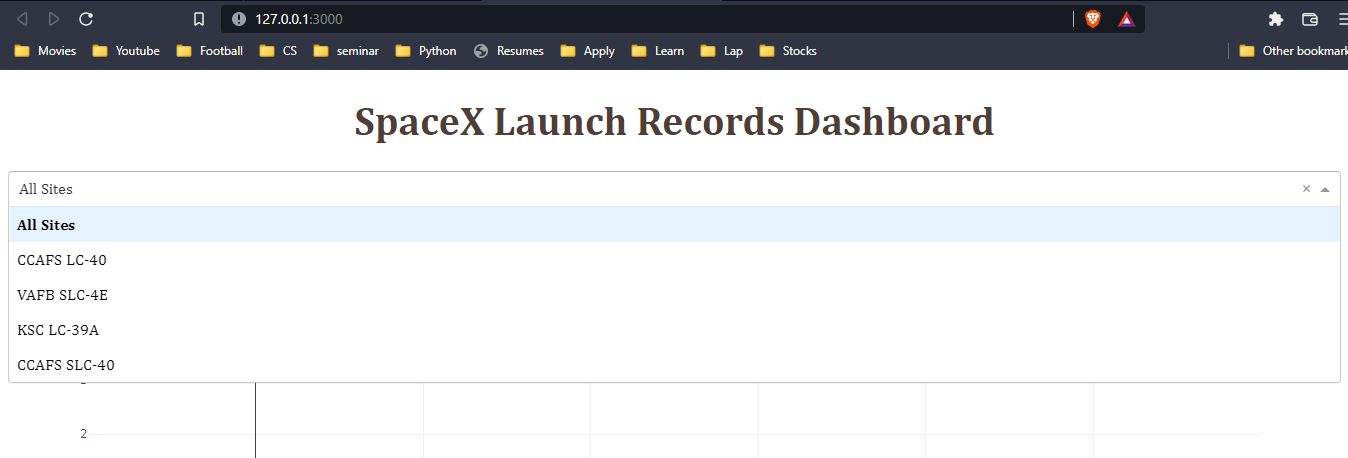 127.0.0.1:3000
Movies Youtube Football CS seminar Python Resumes Apply Learn Lap Stocks Other bookmark
SpaceX Launch Records Dashboard
All Sites
All Sites
CCAFS LC-40
VAFB SLC-4E
KSC LC-39A
CCAFS SLC-40
2